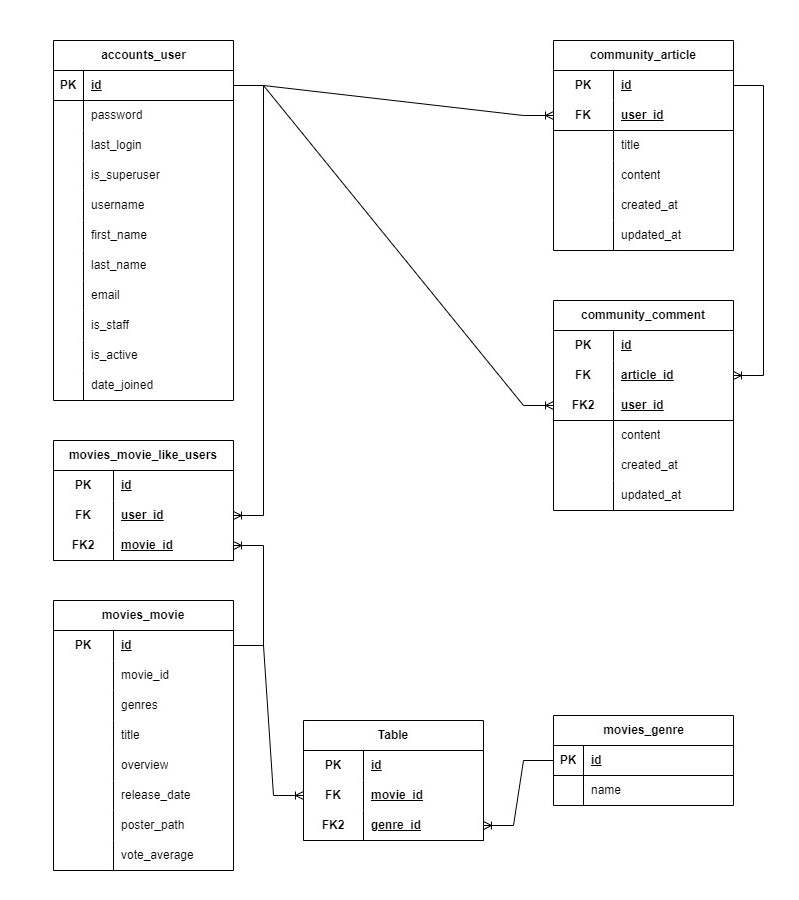 accounts_user
PK id
password
last_login
is_superuser
username
first_name
last_name
email
is_staff
is_active
date_joined
community_article
PK id
FK user_id
title
content
created_at
updated_at
community_comment
PK id
FK article_id
FK2 user_id
content
created_at
updated_at
movies_movie_like_users
PK id
FK user_id
FK2 movie_id
movies_movie
PK id
movie_id
genres
title
overview
release_date
poster_path
vote_average
Table
PK id
FK movie_id
FK2 genre_id
movies_genre
PK id
name